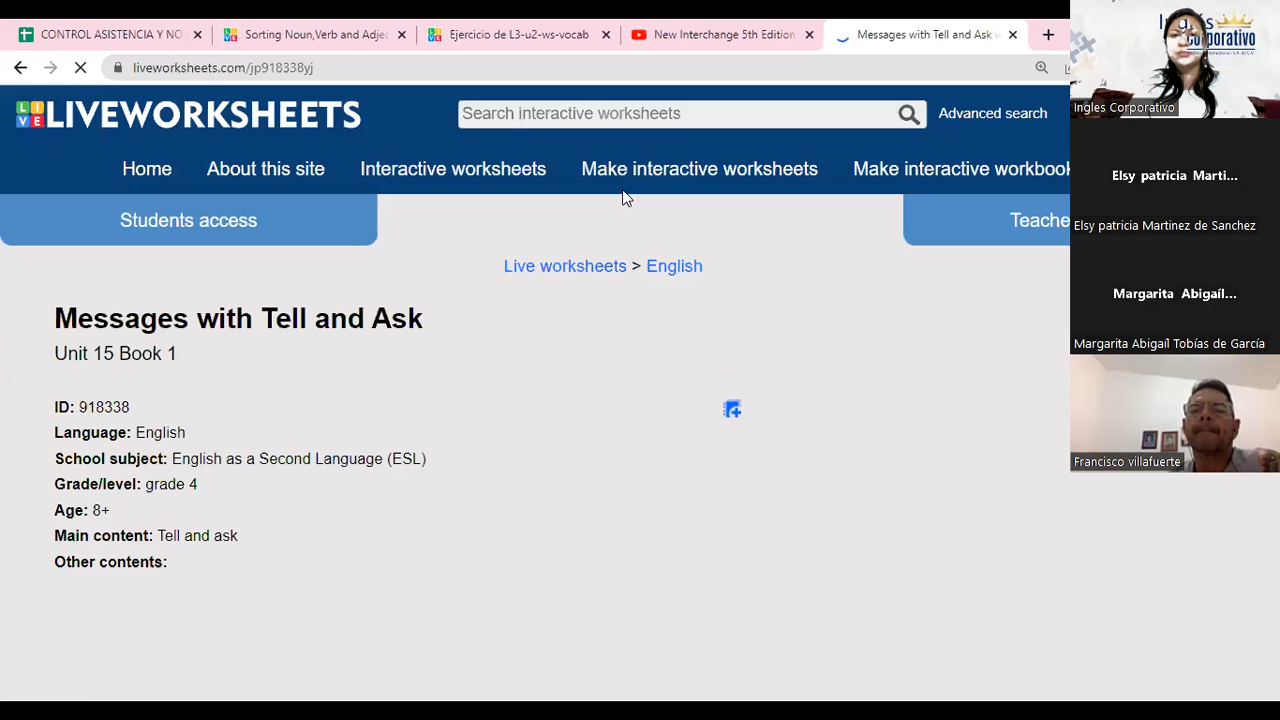 CONTROL ASISTENCIA Y NO
Sorting Noun,Verb and Adjec
Ejercicio de L3-u2-ws-vocab
New Interchange 5th Edition
Messages with Tell and Ask w
liveworksheets.com/jp918338yj
LIVEWORKSHEETS
Search interactive worksheets
Advanced search
Home
About this site
Interactive worksheets
Make interactive worksheets
Make interactive workbook
Students access
Teache
Live worksheets > English
Messages with Tell and Ask
Unit 15 Book 1
ID: 918338
Language: English
School subject: English as a Second Language (ESL)
Grade/level: grade 4
Age: 8+
Main content: Tell and ask
Other contents:
Corporativo
Ingles Corporativo
Elsy patricia Marti...
Elsy patricia Martinez de Sanchez
Margarita Abigaíl...
Margarita Abigaíl Tobías de García
Francisco villafuerte